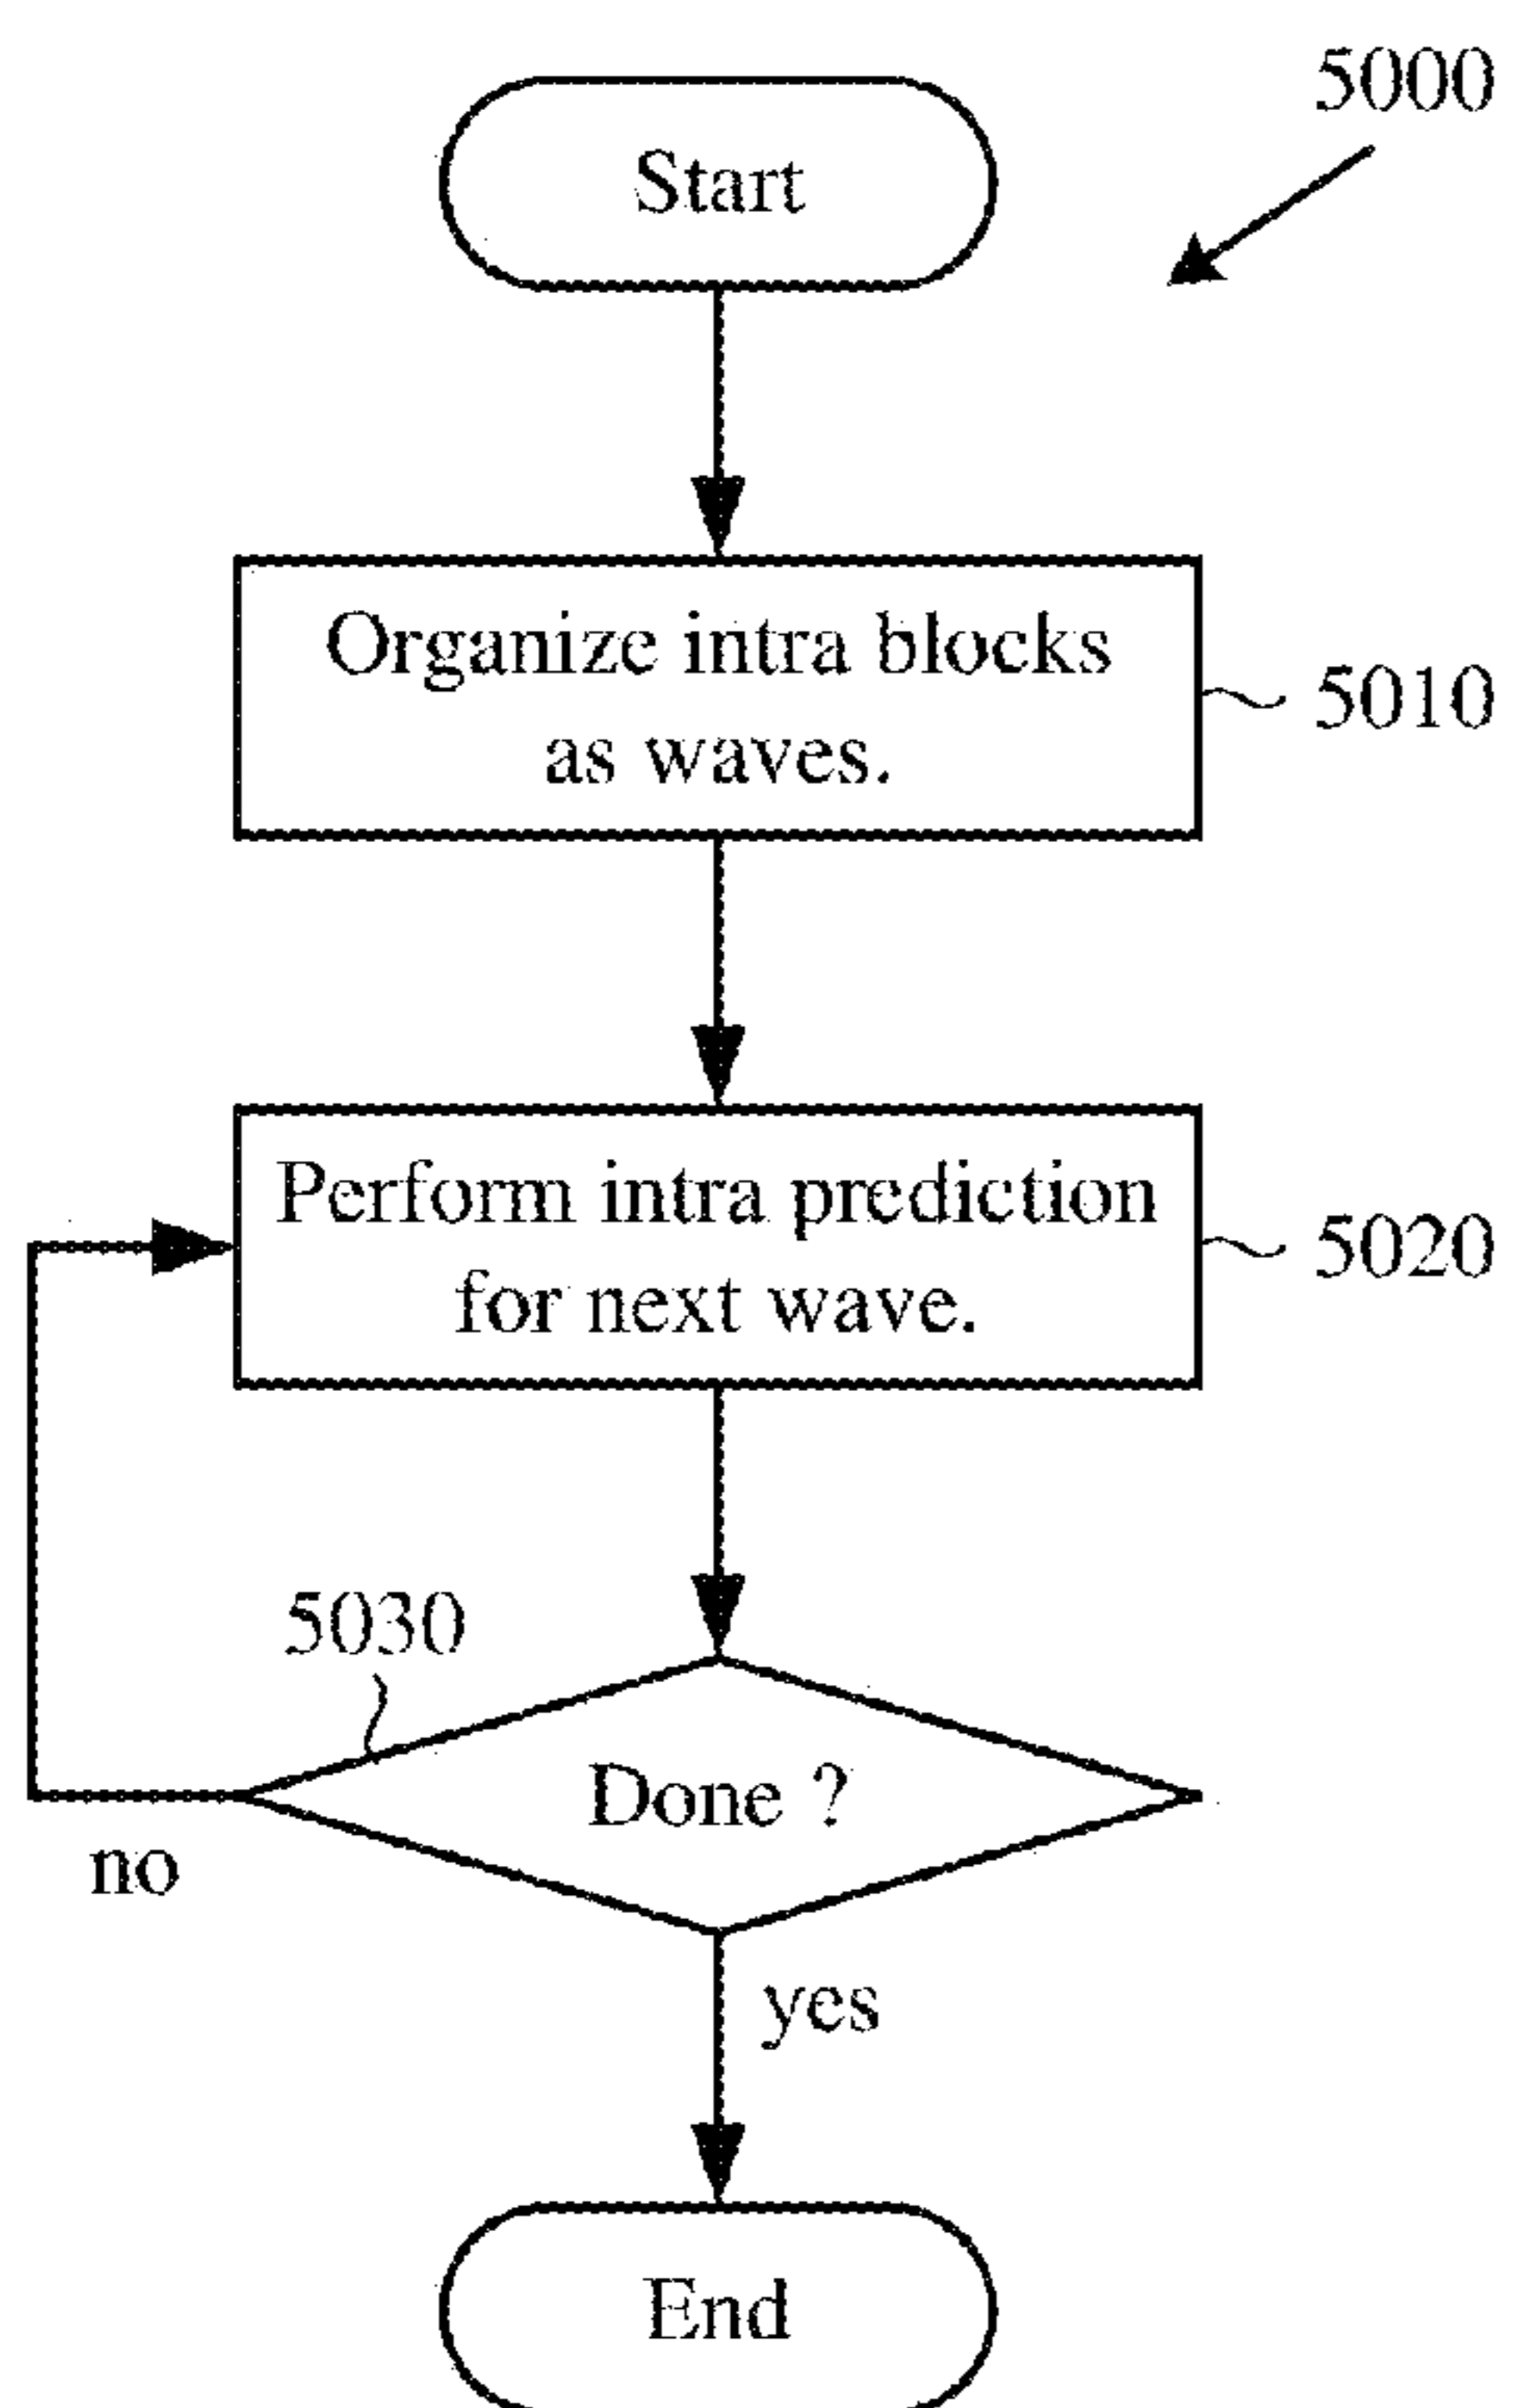 5000
Start
Organize intra blocks
as waves.
5010
Perform intra prediction
for next wave.
5020
5030
Done ?
no
yes
End